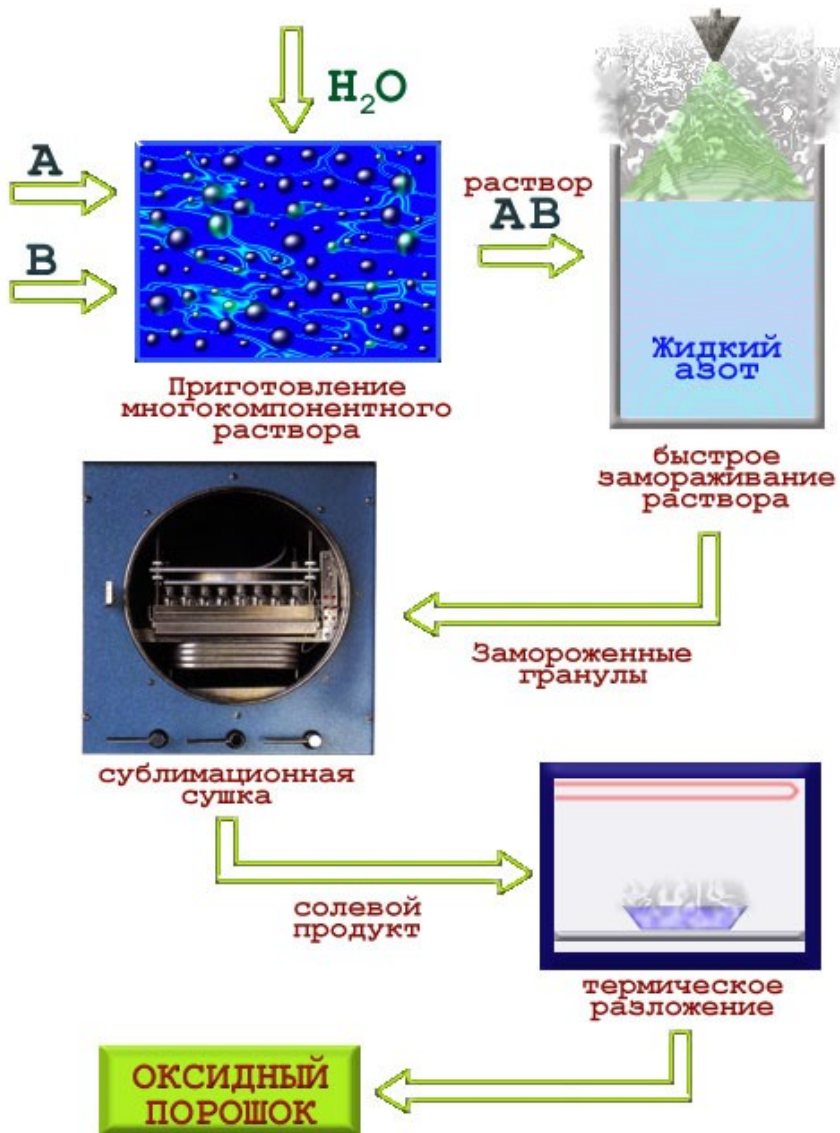 H₂O
A
B
раствор
AB
Жидкий
азот
Приготовление
многокомпонентного
раствора
быстрое
замораживание
раствора
Замороженные
гранулы
сублимационная
сушка
солевой
продукт
термическое
разложение
ОКСИДНЫЙ
ПОРОШОК